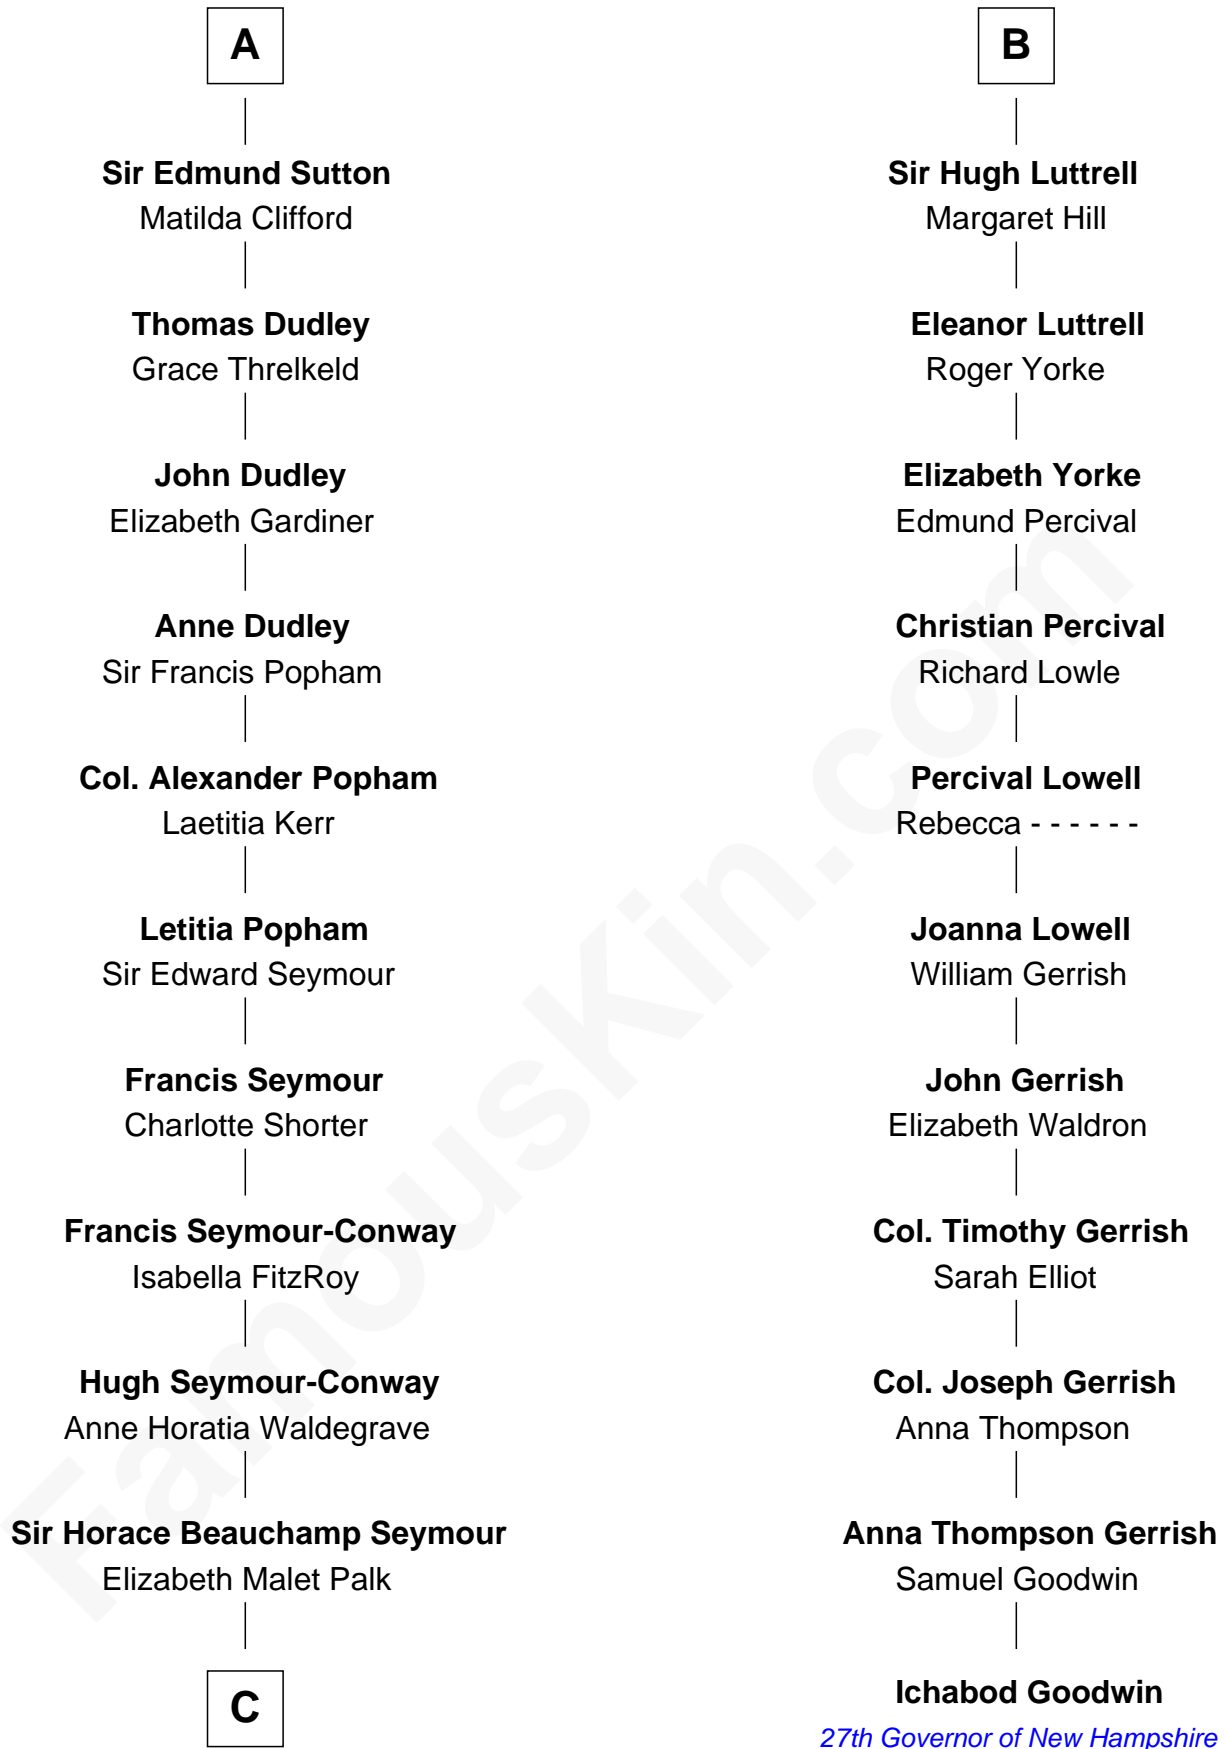 A
Sir Edmund Sutton
Matilda Clifford
Thomas Dudley
Grace Threlkeld
John Dudley
Elizabeth Gardiner
Anne Dudley
Sir Francis Popham
Col. Alexander Popham
Laetitia Kerr
Letitia Popham
Sir Edward Seymour
Francis Seymour
Charlotte Shorter
Francis Seymour-Conway
Isabella FitzRoy
Hugh Seymour-Conway
Anne Horatia Waldegrave
Sir Horace Beauchamp Seymour
Elizabeth Malet Palk
C
B
Sir Hugh Luttrell
Margaret Hill
Eleanor Luttrell
Roger Yorke
Elizabeth Yorke
Edmund Percival
Christian Percival
Richard Lowle
Percival Lowell
Rebecca - - - - - -
Joanna Lowell
William Gerrish
John Gerrish
Elizabeth Waldron
Col. Timothy Gerrish
Sarah Elliot
Col. Joseph Gerrish
Anna Thompson
Anna Thompson Gerrish
Samuel Goodwin
Ichabod Goodwin
27th Governor of New Hampshire
FamousKin.com